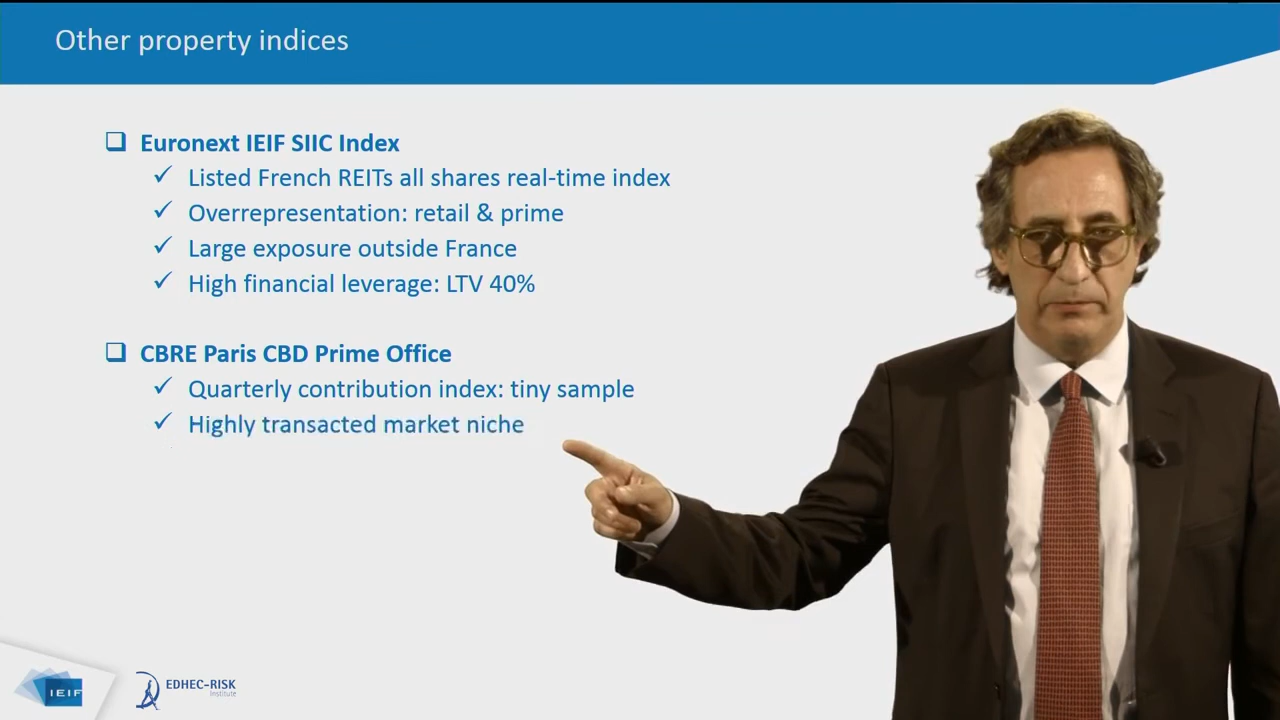 Other property indices
Euronext IEIF SIIC Index
Listed French REITs all shares real-time index
Overrepresentation: retail & prime
Large exposure outside France
High financial leverage: LTV 40%
CBRE Paris CBD Prime Office
Quarterly contribution index: tiny sample
Highly transacted market niche
IEIF
EDHEC-RISK
Institute